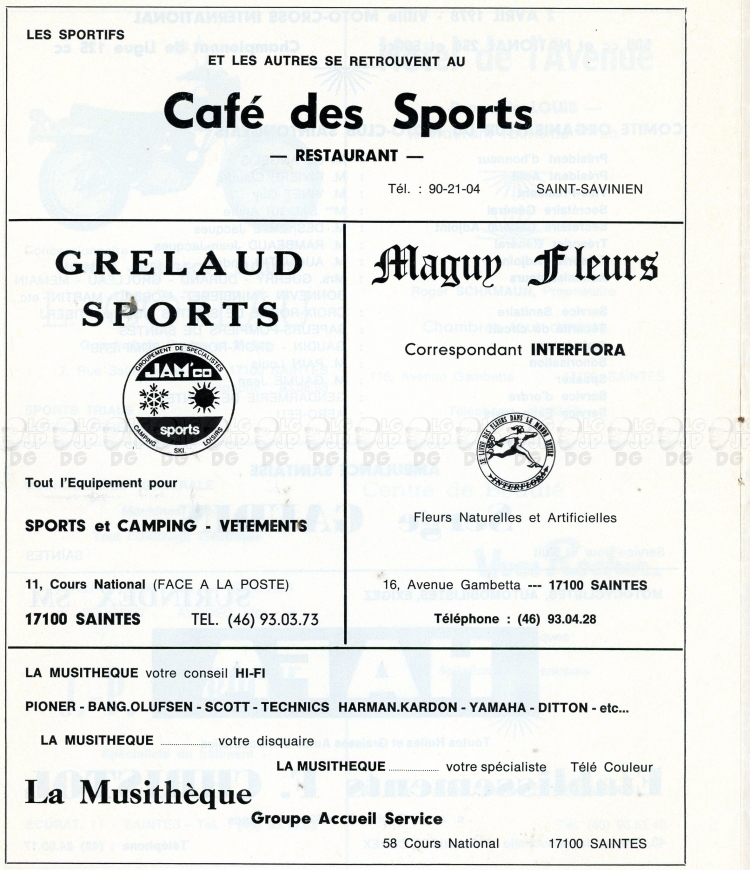 LES SPORTIFS
ET LES AUTRES SE RETROUVENT AU
Café des Sports
— RESTAURANT —
Tél. : 90-21-04 SAINT-SAVINIEN
GRELAUD
SPORTS
GROUPEMENT DE SPECIALISTES
JAM'co
sports
CAMPING SKI LOISIRS
Tout l'Equipement pour
SPORTS et CAMPING - VETEMENTS
11, Cours National (FACE A LA POSTE)
17100 SAINTES TEL. (46) 93.03.73
Maguy Fleurs
Correspondant INTERFLORA
INTERFLORA
Fleurs Naturelles et Artificielles
16, Avenue Gambetta --- 17100 SAINTES
Téléphone : (46) 93.04.28
LA MUSITHEQUE votre conseil HI-FI
PIONER - BANG.OLUFSEN - SCOTT - TECHNICS HARMAN.KARDON - YAMAHA - DITTON - etc...
LA MUSITHEQUE .................. votre disquaire
LA MUSITHEQUE .................. votre spécialiste Télé Couleur
La Musithèque
Groupe Accueil Service
58 Cours National 17100 SAINTES